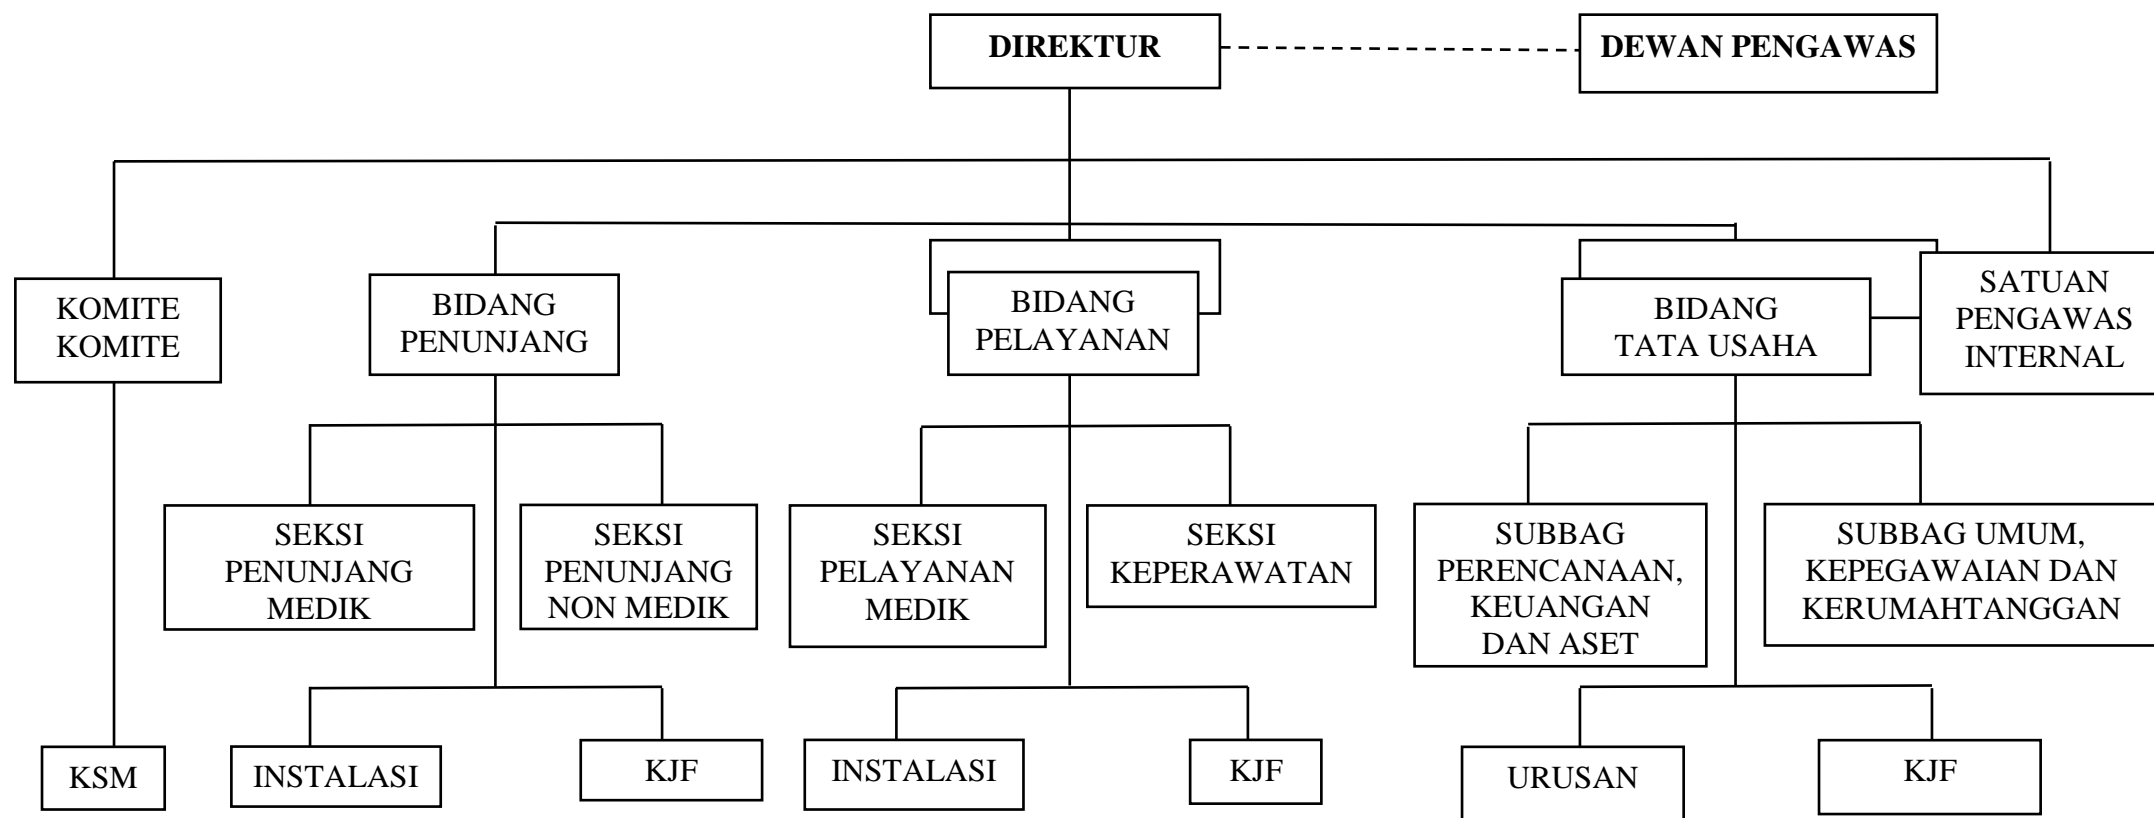 DIREKTUR
DEWAN PENGAWAS
KOMITE
KOMITE
BIDANG
PENUNJANG
BIDANG
PELAYANAN
BIDANG
TATA USAHA
SATUAN
PENGAWAS
INTERNAL
SEKSI
PENUNJANG
MEDIK
SEKSI
PENUNJANG
NON MEDIK
SEKSI
PELAYANAN
MEDIK
SEKSI
KEPERAWATAN
SUBBAG
PERENCANAAN,
KEUANGAN
DAN ASET
SUBBAG UMUM,
KEPEGAWAIAN DAN
KERUMAHTANGGAN
KSM
INSTALASI
KJF
INSTALASI
KJF
URUSAN
KJF